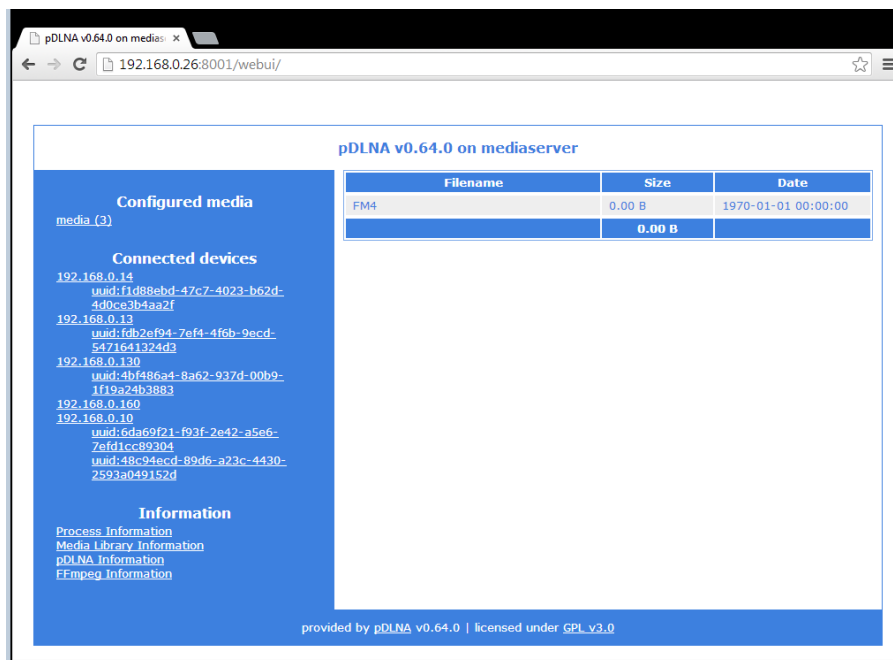 pDLNA v0.64.0 on medias
192.168.0.26:8001/webui/
pDLNA v0.64.0 on mediaserver
Configured media
media (3)
Connected devices
192.168.0.14
uuid:f1d88ebd-47c7-4023-b62d-
4d0ce3b4aa2f
192.168.0.13
uuid:fdb2ef94-7ef4-4f6b-9ecd-
5471641324d3
192.168.0.130
uuid:4bf486a4-8a62-937d-00b9-
1f19a24b3883
192.168.0.160
192.168.0.10
uuid:6da69f21-f93f-2e42-a5e6-
7efd1cc89304
uuid:48c94ecd-89d6-a23c-4430-
2593a049152d
Information
Process Information
Media Library Information
pDLNA Information
FFmpeg Information
Filename Size Date
FM4 0.00 B 1970-01-01 00:00:00
0.00 B
provided by pDLNA v0.64.0 | licensed under GPL v3.0